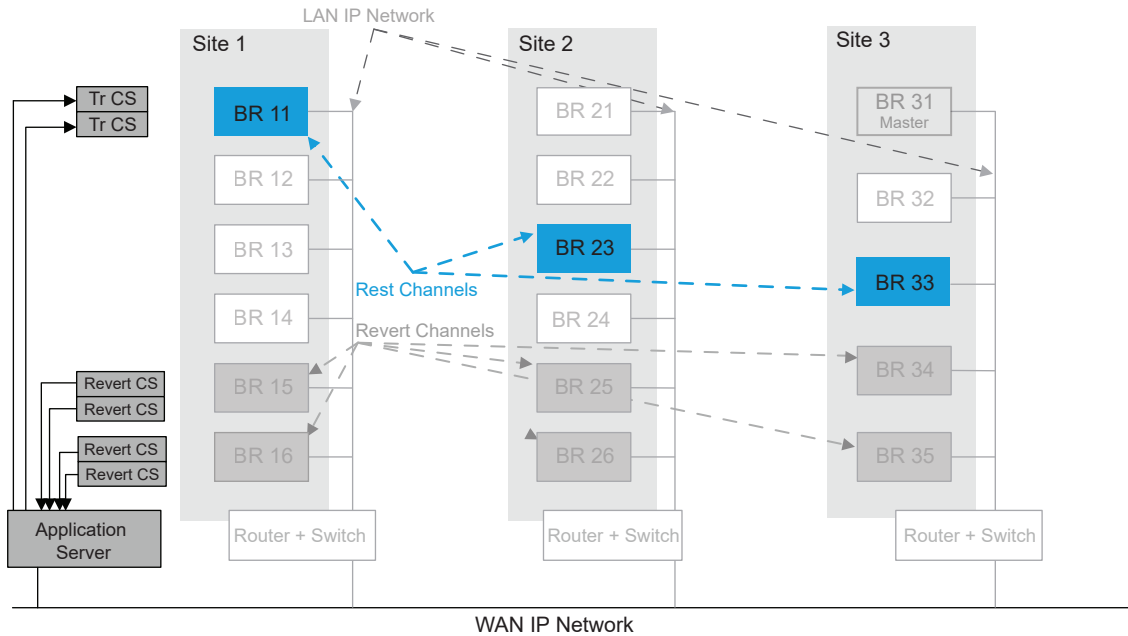 LAN IP Network
Site 1
Site 2
Site 3
Tr CS
Tr CS
BR 11
BR 21
BR 31
Master
BR 12
BR 22
BR 32
BR 13
BR 23
BR 33
Rest Channels
BR 14
BR 24
Revert Channels
BR 34
Revert CS
Revert CS
BR 15
BR 25
Revert CS
Revert CS
BR 16
BR 26
BR 35
Application
Server
Router + Switch
Router + Switch
Router + Switch
WAN IP Network